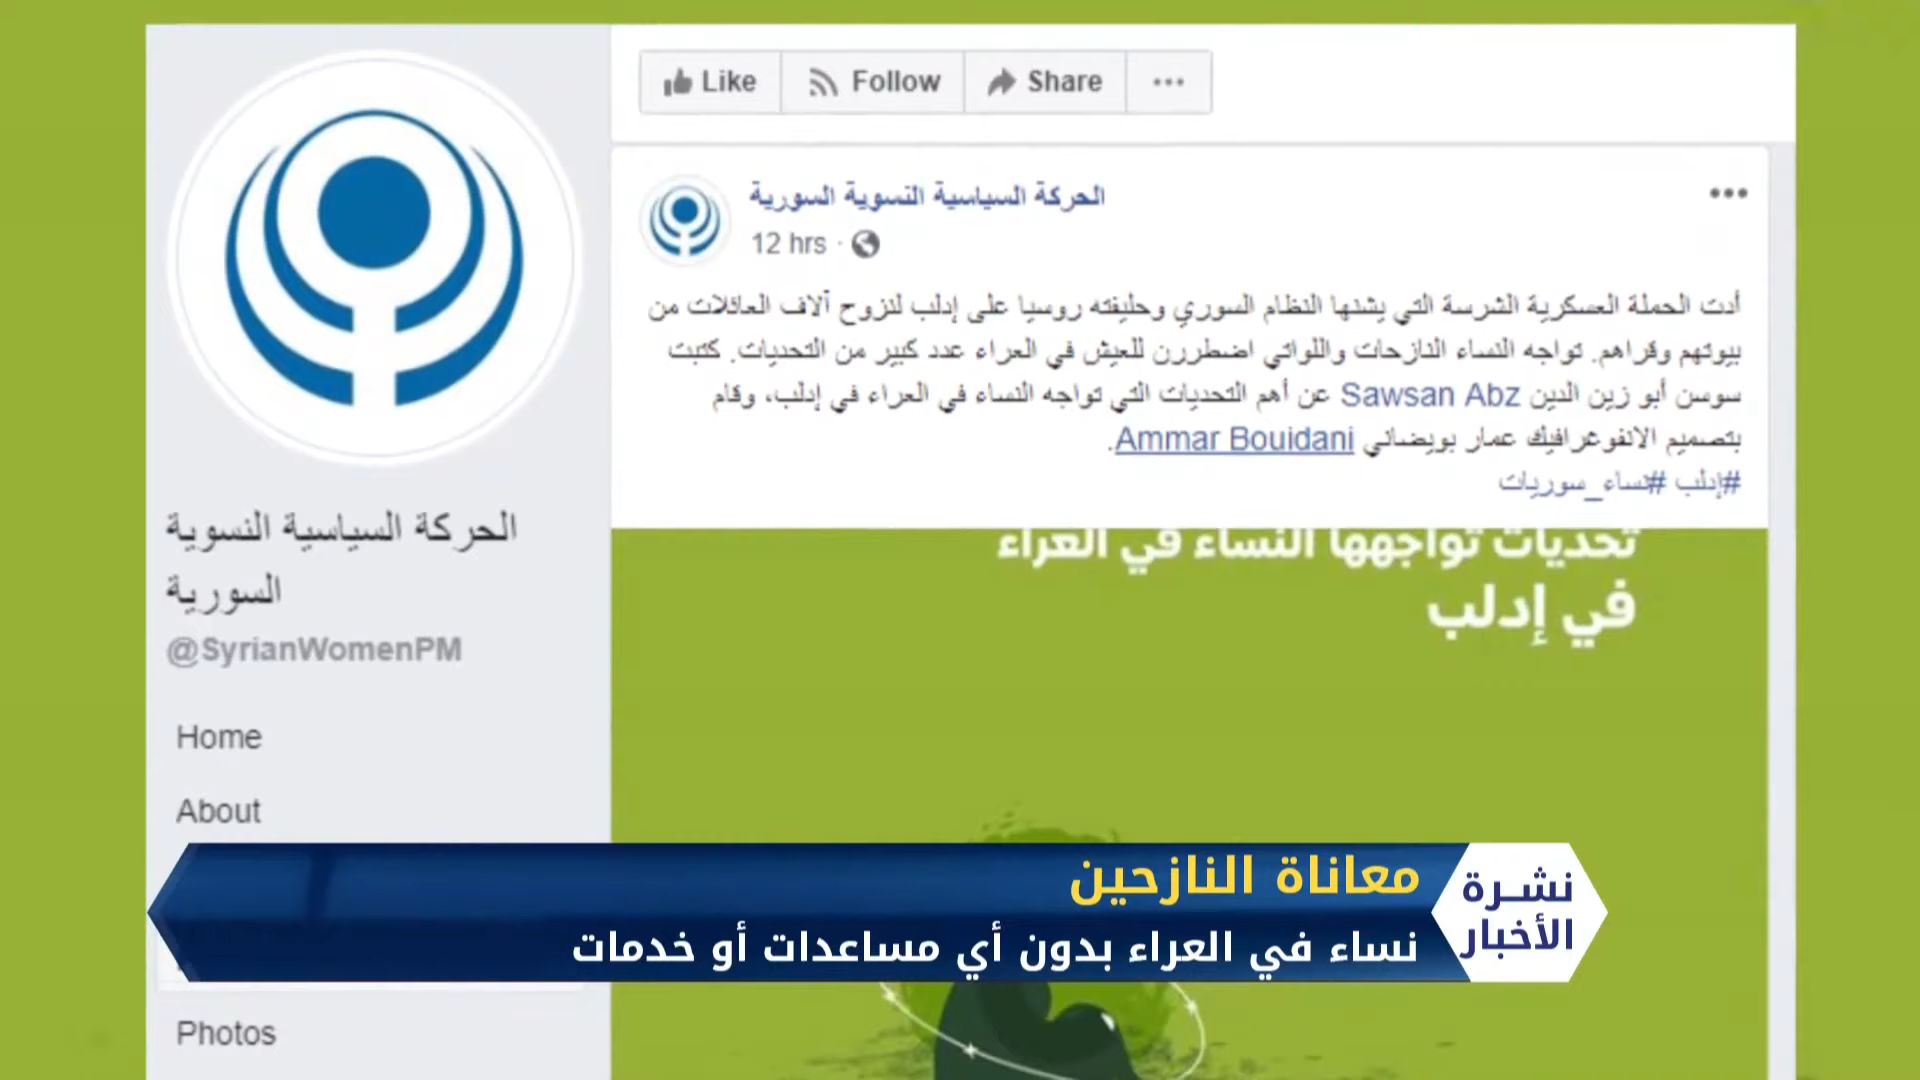 Like
Follow
Share
الحركة السياسية النسوية السورية
12 hrs
أدت الحملة العسكرية الشرسة التي يشنها النظام السوري وحليفته روسيا على إدلب لنزوح آلاف العائلات من
بيوتهم وقراهم. تواجه النساء النازحات واللواتي اضطررن للعيش في العراء عدد كبير من التحديات. كتبت
سوسن أبو زين الدين Sawsan Abz عن أهم التحديات التي تواجه النساء في العراء في إدلب، وقام
بتصميم الانفوغرافيك عمار بويضاني Ammar Bouidani.
#إدلب #نساء_سوريات
تحديات تواجهها النساء في العراء
في إدلب
الحركة السياسية النسوية
السورية
@SyrianWomenPM
Home
About
Photos
معاناة النازحين
نساء في العراء بدون أي مساعدات أو خدمات
نشرة
الأخبار